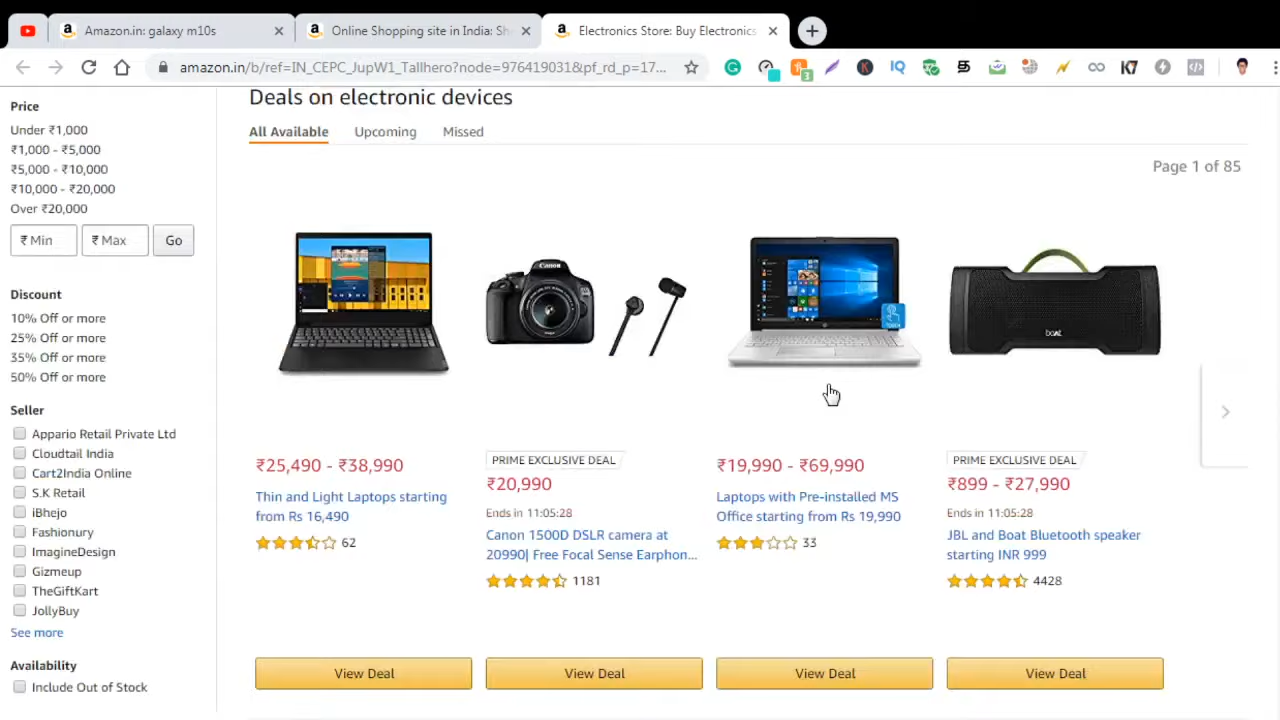 Amazon.in: galaxy m10s
Online Shopping site in India: Sh
Electronics Store: Buy Electronics
amazon.in/b/ref=IN_CEPC_JupW1_Tallhero?node=976419031&pf_rd_p=17...
Price
Under ₹1,000
₹1,000 - ₹5,000
₹5,000 - ₹10,000
₹10,000 - ₹20,000
Over ₹20,000
₹ Min
₹ Max
Go
Discount
10% Off or more
25% Off or more
35% Off or more
50% Off or more
Seller
Appario Retail Private Ltd
Cloudtail India
Cart2India Online
S.K Retail
iBhejo
Fashionury
ImagineDesign
Gizmeup
TheGiftKart
JollyBuy
See more
Availability
Include Out of Stock
Deals on electronic devices
All Available
Upcoming
Missed
Page 1 of 85
₹25,490 - ₹38,990
Thin and Light Laptops starting
from Rs 16,490
62
View Deal
Canon
PRIME EXCLUSIVE DEAL
₹20,990
Ends in 11:05:28
Canon 1500D DSLR camera at
20990| Free Focal Sense Earphon...
1181
View Deal
TOUCH
₹19,990 - ₹69,990
Laptops with Pre-installed MS
Office starting from Rs 19,990
33
View Deal
boAt
PRIME EXCLUSIVE DEAL
₹899 - ₹27,990
Ends in 11:05:28
JBL and Boat Bluetooth speaker
starting INR 999
4428
View Deal